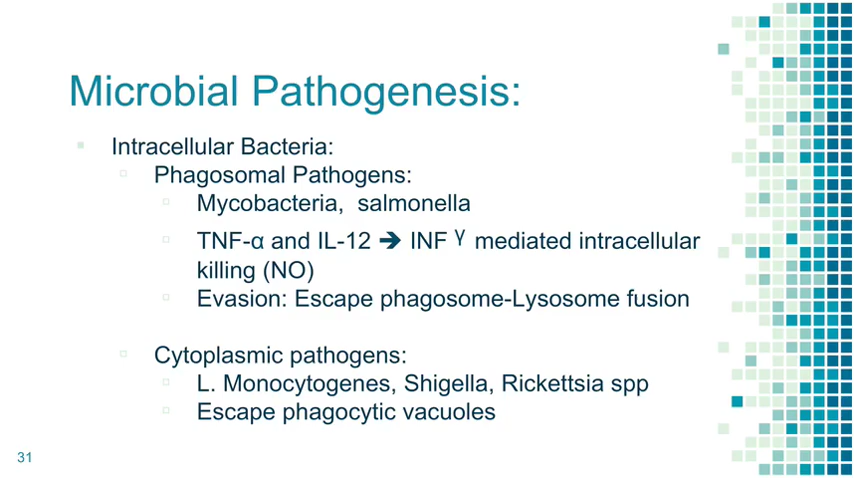 Microbial Pathogenesis:
Intracellular Bacteria:
Phagosomal Pathogens:
Mycobacteria, salmonella
TNF-α and IL-12 ➔ INF γ mediated intracellular
killing (NO)
Evasion: Escape phagosome-Lysosome fusion
Cytoplasmic pathogens:
L. Monocytogenes, Shigella, Rickettsia spp
Escape phagocytic vacuoles
31